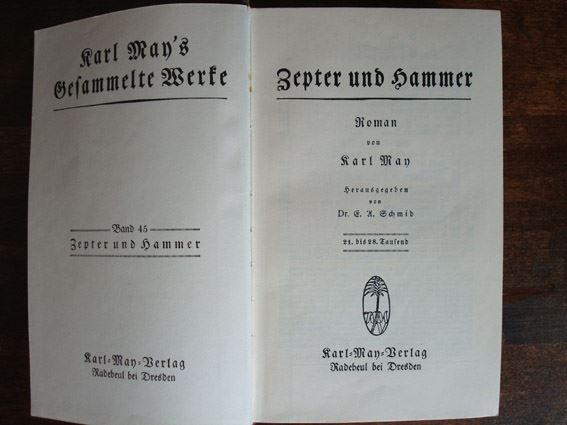 Karl May's
Gesammelte Werke
Band 45
Zepter und Hammer
Karl-May-Verlag
Radebeul bei Dresden
Zepter und Hammer
Roman
von
Karl May
Herausgegeben
von
Dr. E. A. Schmid
21. bis 28. Tausend
Karl-May-Verlag
Radebeul bei Dresden